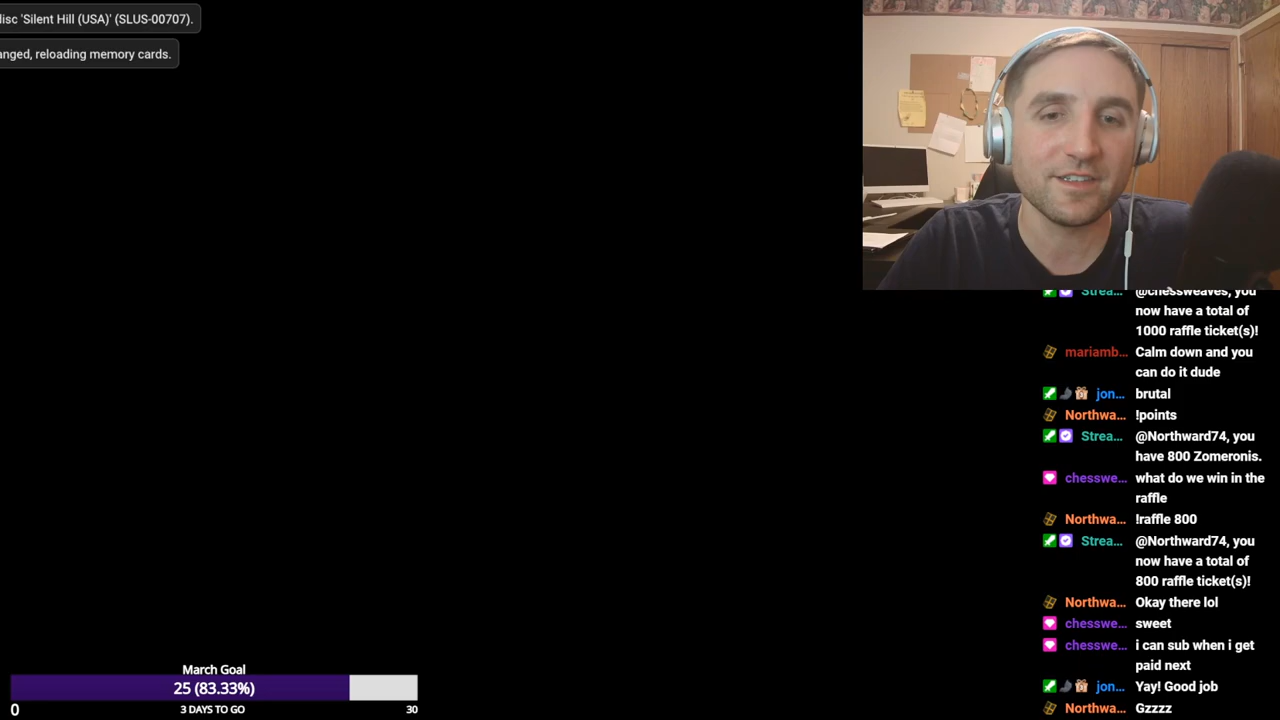 disc 'Silent Hill (USA)' (SLUS-00707).
anged, reloading memory cards.
Strea... @chessweaves, you
now have a total of
1000 raffle ticket(s)!
mariamb... Calm down and you
can do it dude
jon... brutal
Northwa... !points
Strea... @Northward74, you
have 800 Zomeronis.
chesswe... what do we win in the
raffle
Northwa... !raffle 800
Strea... @Northward74, you
now have a total of
800 raffle ticket(s)!
Northwa... Okay there lol
chesswe... sweet
chesswe... i can sub when i get
paid next
jon... Yay! Good job
Northwa... Gzzzz
March Goal
25 (83.33%)
0 3 DAYS TO GO 30